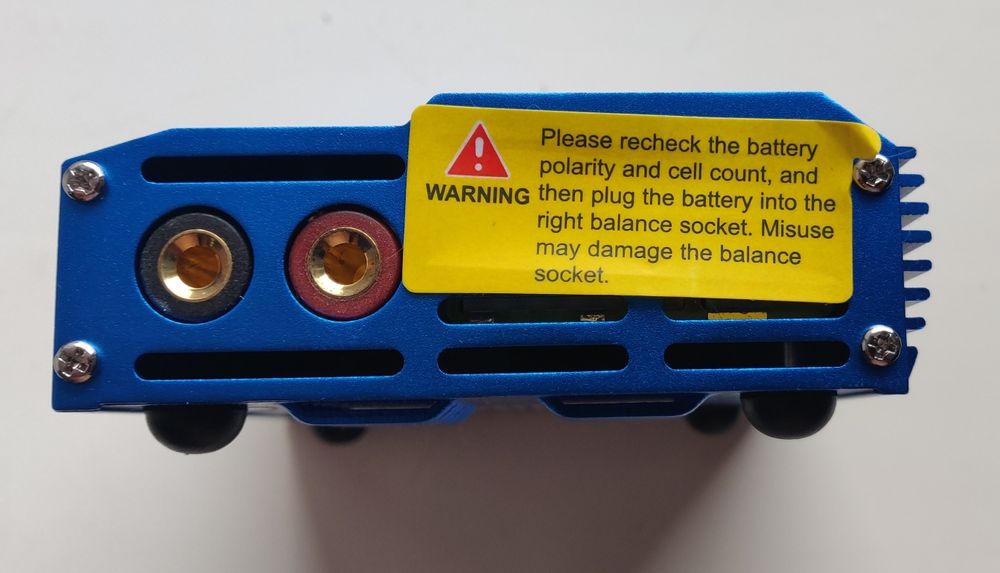 WARNING
Please recheck the battery
polarity and cell count, and
then plug the battery into the
right balance socket. Misuse
may damage the balance
socket.